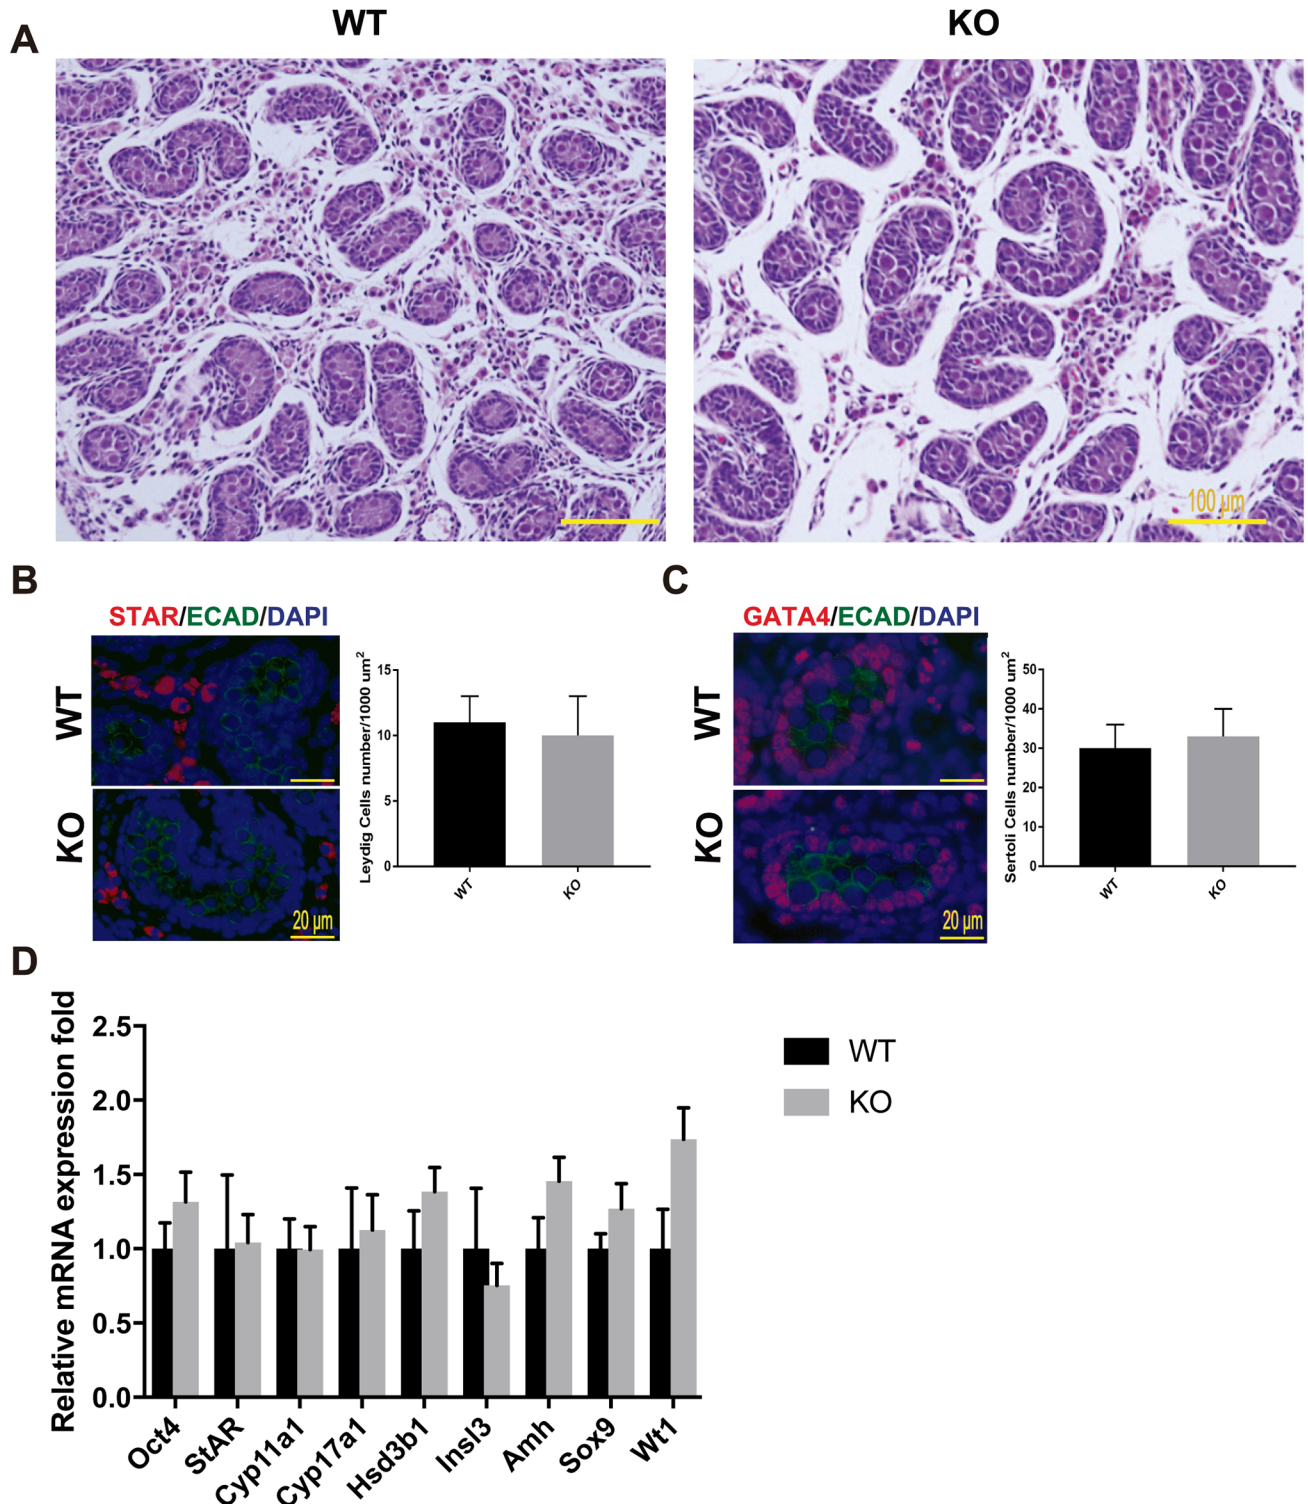 WT
KO
A
100 µm
B
STAR/ECAD/DAPI
WT
KO
20 µm
Leydig Cells number/1000 um²
15
10
5
0
WT
KO
C
GATA4/ECAD/DAPI
WT
KO
20 µm
Sertoli Cells number/1000 um²
50
40
30
20
10
0
WT
KO
D
Relative mRNA expression fold
2.5
2.0
1.5
1.0
0.5
0.0
Oct4
StAR
Cyp11a1
Cyp17a1
Hsd3b1
Insl3
Amh
Sox9
Wt1
WT
KO